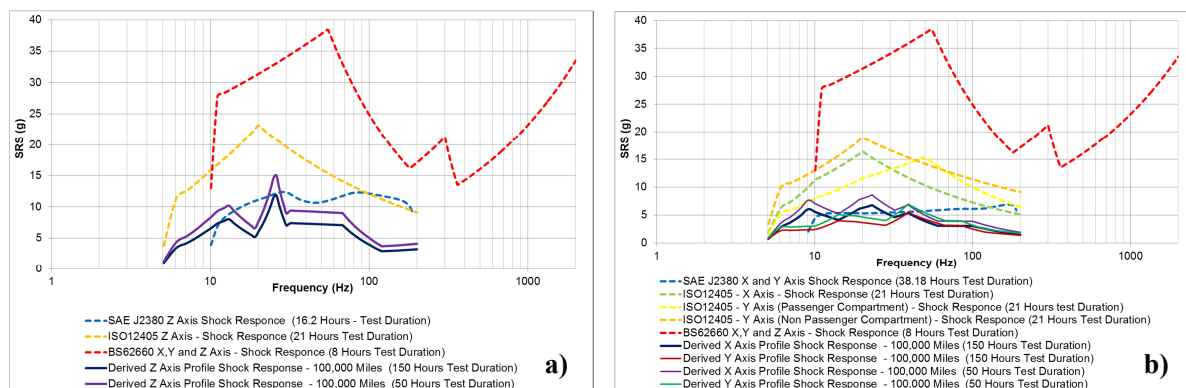 40
35
30
25
20
15
10
5
0
SRS (g)
1
10
100
1000
Frequency (Hz)
SAE J2380 Z Axis Shock Responce (16.2 Hours - Test Duration)
ISO12405 Z Axis - Shock Responce (21 Hours Test Duration)
BS62660 X,Y and Z Axis - Shock Responce (8 Hours Test Duration)
Derived Z Axis Profile Shock Response - 100,000 Miles (150 Hours Test Duration)
Derived Z Axis Profile Shock Response - 100,000 Miles (50 Hours Test Duration)
a)
40
35
30
25
20
15
10
5
0
SRS (g)
1
10
100
1000
Frequency (Hz)
SAE J2380 X and Y Axis Shock Responce (38.18 Hours Test Duration)
ISO12405 - X Axis - Shock Response (21 Hours Test Duration)
ISO12405 - Y Axis (Passenger Compartment) - Shock Responce (21 Hours test Duration)
ISO12405 - Y Axis (Non Passenger Compartment) - Shock Responce (21 Hours Test Duration)
BS62660 X,Y and Z Axis - Shock Responce (8 Hours Test Duration)
Derived X Axis Profile Shock Response - 100,000 Miles (150 Hours Test Duration)
Derived Y Axis Profile Shock Response - 100,000 Miles (150 Hours Test Duration)
Derived X Axis Profile Shock Response - 100,000 Miles (50 Hours Test Duration)
Derived Y Axis Profile Shock Response - 100,000 Miles (50 Hours Test Duration)
b)